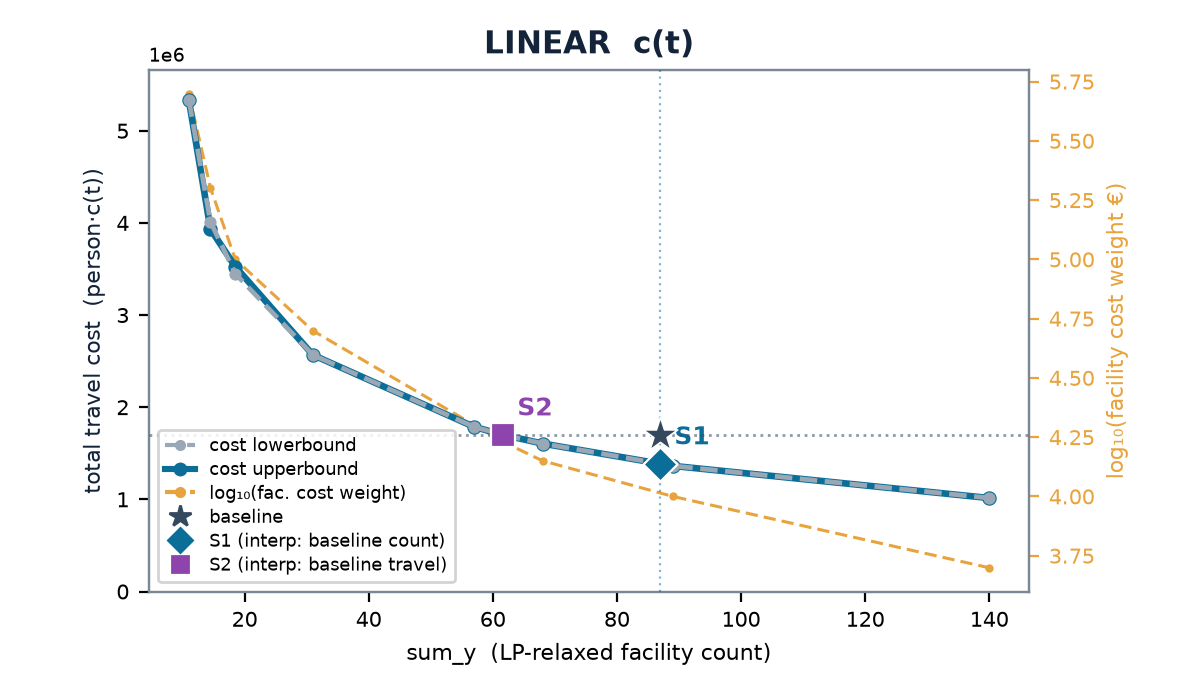 LINEAR c(t)
1e6
total travel cost (person·c(t))
5
4
3
2
1
0
20
40
60
80
100
120
140
sum_y (LP-relaxed facility count)
5.75
5.50
5.25
5.00
4.75
4.50
4.25
4.00
3.75
log₁₀(facility cost weight €)
S2
S1
cost lowerbound
cost upperbound
log₁₀(fac. cost weight)
baseline
S1 (interp: baseline count)
S2 (interp: baseline travel)